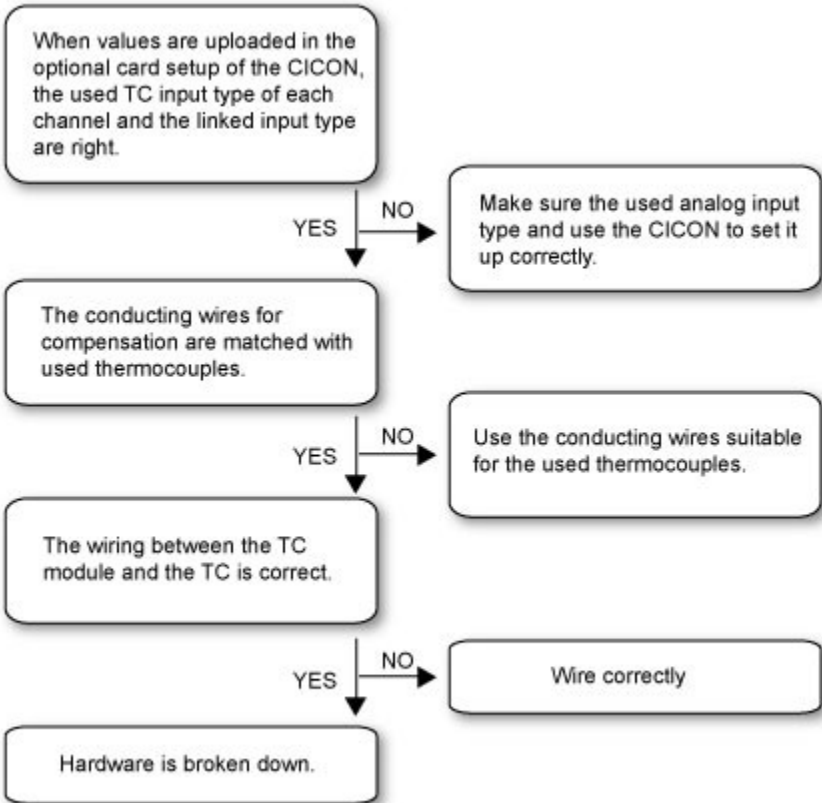 When values are uploaded in the
optional card setup of the CICON,
the used TC input type of each
channel and the linked input type
are right.
YES
NO
Make sure the used analog input
type and use the CICON to set it
up correctly.
The conducting wires for
compensation are matched with
used thermocouples.
YES
NO
Use the conducting wires suitable
for the used thermocouples.
The wiring between the TC
module and the TC is correct.
YES
NO
Wire correctly
Hardware is broken down.